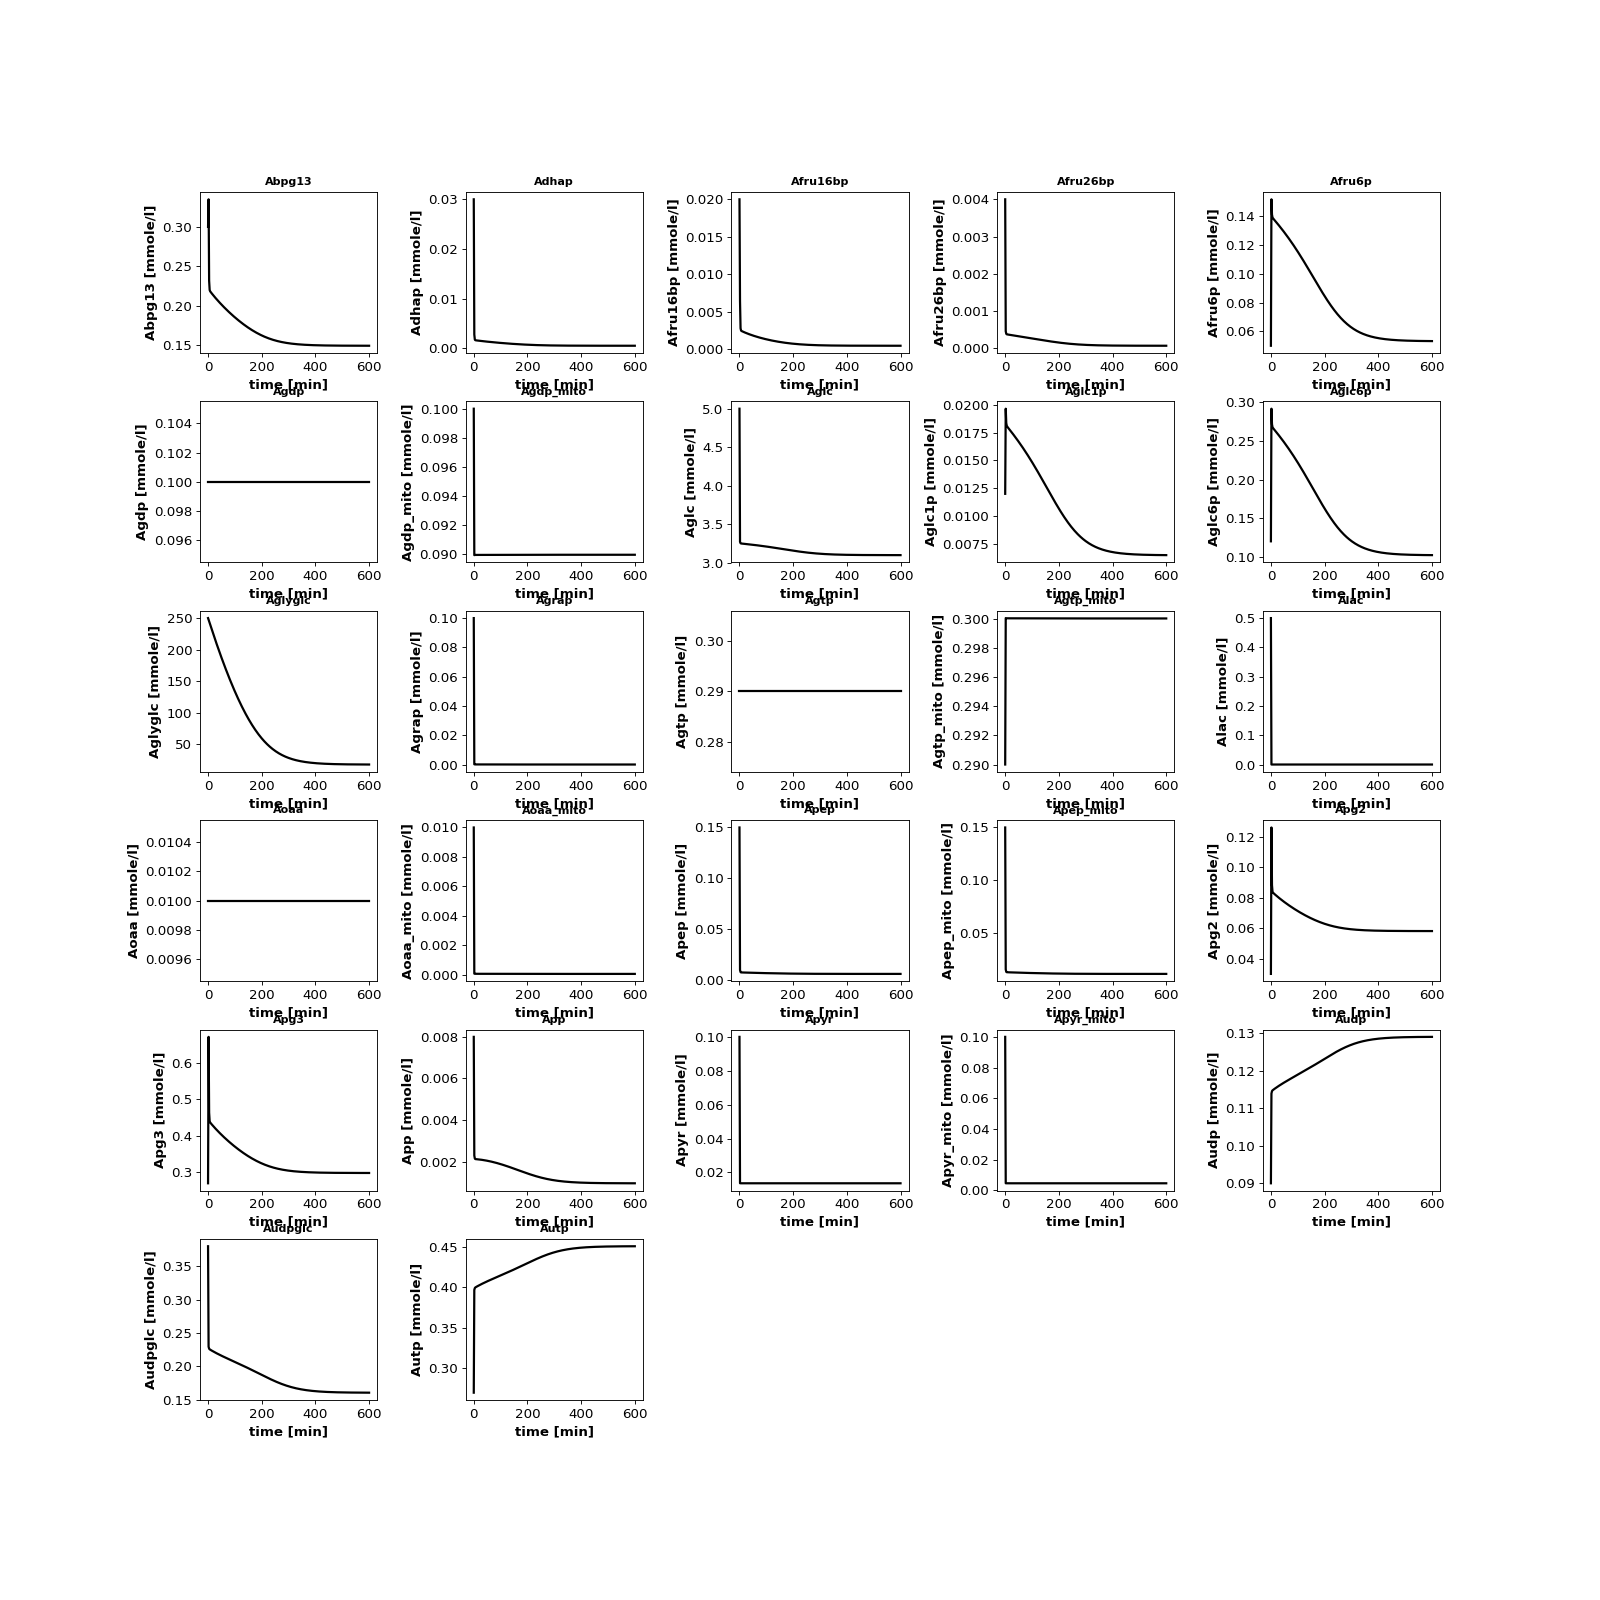 Abpg13
Abpg13 [mmole/l]
0.30
0.25
0.20
0.15
0 200 400 600
time [min]
Adhap
Adhap [mmole/l]
0.03
0.02
0.01
0.00
0 200 400 600
time [min]
Afru16bp
Afru16bp [mmole/l]
0.020
0.015
0.010
0.005
0.000
0 200 400 600
time [min]
Afru26bp
Afru26bp [mmole/l]
0.004
0.003
0.002
0.001
0.000
0 200 400 600
time [min]
Afru6p
Afru6p [mmole/l]
0.14
0.12
0.10
0.08
0.06
0 200 400 600
time [min]
Agdp
Agdp [mmole/l]
0.104
0.102
0.100
0.098
0.096
0 200 400 600
time [min]
Agdp_mito
Agdp_mito [mmole/l]
0.100
0.098
0.096
0.094
0.092
0.090
0 200 400 600
time [min]
Aglc
Aglc [mmole/l]
5.0
4.5
4.0
3.5
3.0
0 200 400 600
time [min]
Aglc1p
Aglc1p [mmole/l]
0.0200
0.0175
0.0150
0.0125
0.0100
0.0075
0 200 400 600
time [min]
Aglc6p
Aglc6p [mmole/l]
0.30
0.25
0.20
0.15
0.10
0 200 400 600
time [min]
Aglyglc
Aglyglc [mmole/l]
250
200
150
100
50
0 200 400 600
time [min]
Agrap
Agrap [mmole/l]
0.10
0.08
0.06
0.04
0.02
0.00
0 200 400 600
time [min]
Agtp
Agtp [mmole/l]
0.30
0.29
0.28
0 200 400 600
time [min]
Agtp_mito
Agtp_mito [mmole/l]
0.300
0.298
0.296
0.294
0.292
0.290
0 200 400 600
time [min]
Alac
Alac [mmole/l]
0.5
0.4
0.3
0.2
0.1
0.0
0 200 400 600
time [min]
Aoaa
Aoaa [mmole/l]
0.0104
0.0102
0.0100
0.0098
0.0096
0 200 400 600
time [min]
Aoaa_mito
Aoaa_mito [mmole/l]
0.010
0.008
0.006
0.004
0.002
0.000
0 200 400 600
time [min]
Apep
Apep [mmole/l]
0.15
0.10
0.05
0.00
0 200 400 600
time [min]
Apep_mito
Apep_mito [mmole/l]
0.15
0.10
0.05
0 200 400 600
time [min]
Apg2
Apg2 [mmole/l]
0.12
0.10
0.08
0.06
0.04
0 200 400 600
time [min]
Apg3
Apg3 [mmole/l]
0.6
0.5
0.4
0.3
0 200 400 600
time [min]
App
App [mmole/l]
0.008
0.006
0.004
0.002
0 200 400 600
time [min]
Apyr
Apyr [mmole/l]
0.10
0.08
0.06
0.04
0.02
0 200 400 600
time [min]
Apyr_mito
Apyr_mito [mmole/l]
0.10
0.08
0.06
0.04
0.02
0.00
0 200 400 600
time [min]
Audp
Audp [mmole/l]
0.13
0.12
0.11
0.10
0.09
0 200 400 600
time [min]
Audpglc
Audpglc [mmole/l]
0.35
0.30
0.25
0.20
0.15
0 200 400 600
time [min]
Autp
Autp [mmole/l]
0.45
0.40
0.35
0.30
0 200 400 600
time [min]